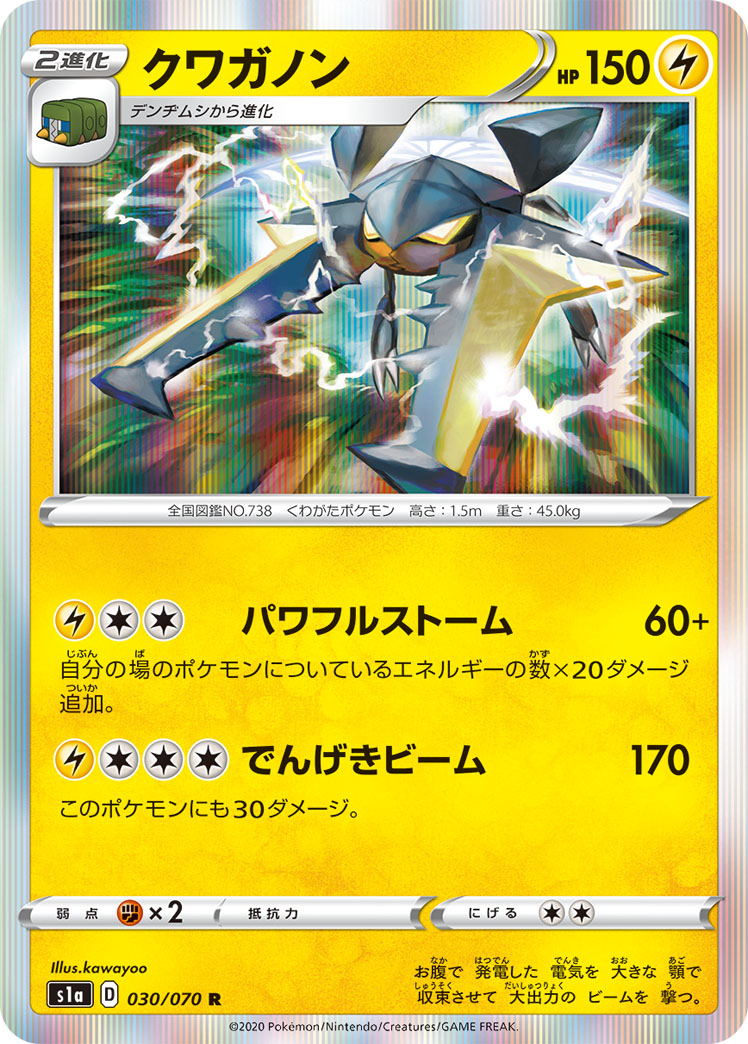 2進化 クワガノン HP 150
デンヂムシから進化
全国図鑑NO.738 くわがたポケモン 高さ:1.5m 重さ:45.0kg
パワフルストーム 60+
自分の場のポケモンについているエネルギーの数×20ダメージ
追加。
でんげきビーム 170
このポケモンにも30ダメージ。
弱点 ×2 抵抗力 にげる
Illus.kawayoo
お腹で 発電した 電気を 大きな 顎で
収束させて 大出力の ビームを 撃つ。
s1a D 030/070 R
©2020 Pokémon/Nintendo/Creatures/GAME FREAK.